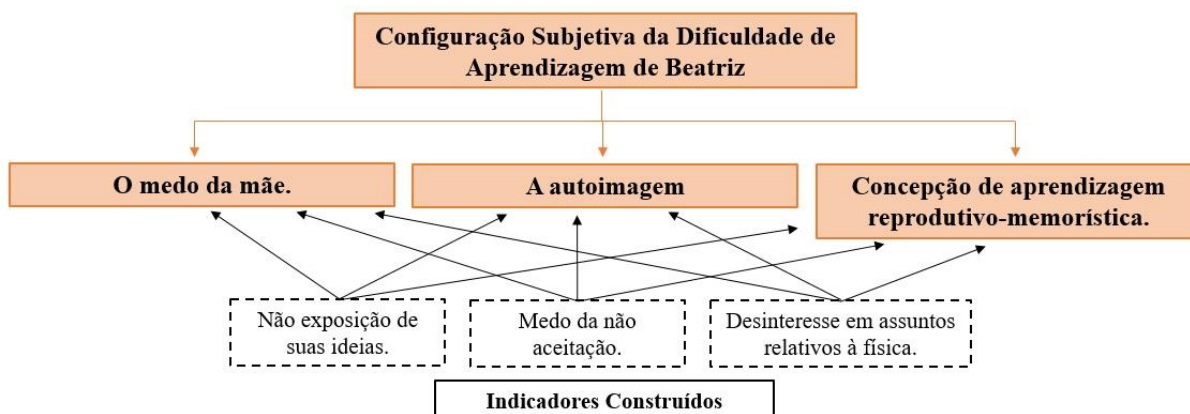 Configuração Subjetiva da Dificuldade de
Aprendizagem de Beatriz
O medo da mãe.
A autoimagem
Concepção de aprendizagem
reprodutivo-memorística.
Não exposição de
suas ideias.
Medo da não
aceitação.
Desinteresse em assuntos
relativos à física.
Indicadores Construídos